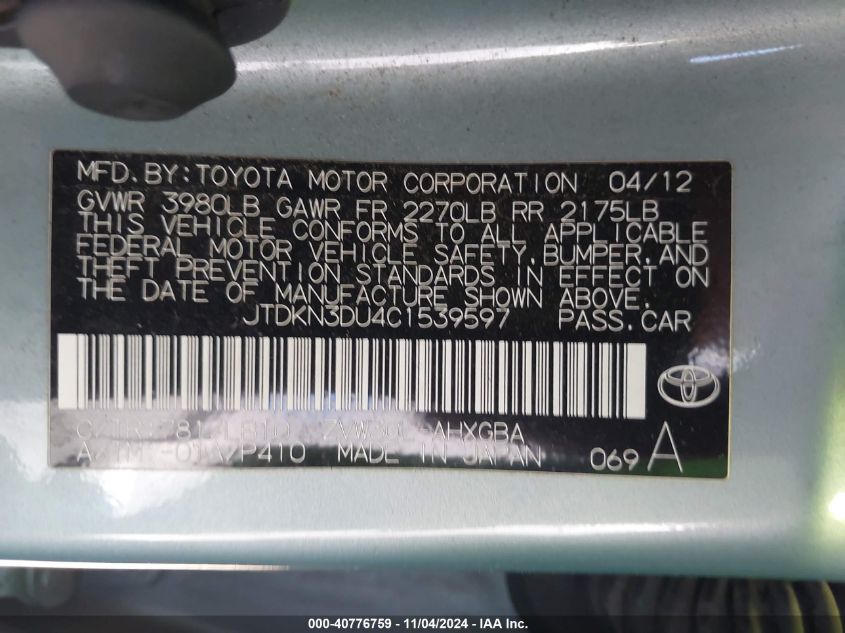 MFD. BY: TOYOTA MOTOR CORPORATION 04/12
GVWR 3980LB GAWR FR 2270LB RR 2175LB
THIS VEHICLE CONFORMS TO ALL APPLICABLE
FEDERAL MOTOR VEHICLE SAFETY, BUMPER, AND
THEFT PREVENTION STANDARDS IN EFFECT ON
THE DATE OF MANUFACTURE SHOWN ABOVE.
JTDKN3DU4C1539597 PASS. CAR
-AHXGBA
P410 MADE IN JAPAN 069 A
000-40776759 - 11/04/2024 - IAA Inc.